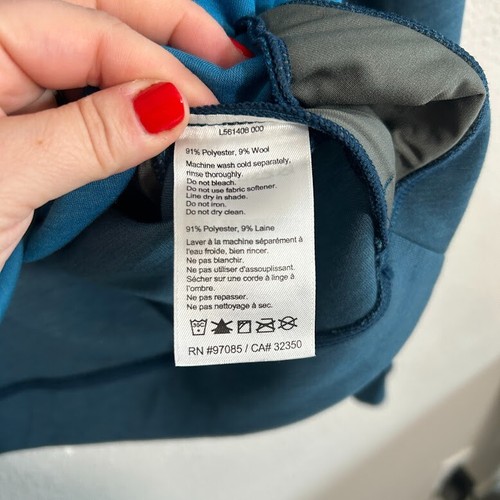 L561408 000
91% Polyester, 9% Wool
Machine wash cold separately,
rinse thoroughly.
Do not bleach.
Do not use fabric softener.
Line dry in shade.
Do not iron.
Do not dry clean.
91% Polyester, 9% Laine
Laver à la machine séparément à
l'eau froide, bien rincer.
Ne pas blanchir.
Ne pas utiliser d'assouplissant.
Sécher sur une corde à linge à
l'ombre.
Ne pas repasser.
Ne pas nettoyage à sec.
30C
RN #97085 / CA# 32350